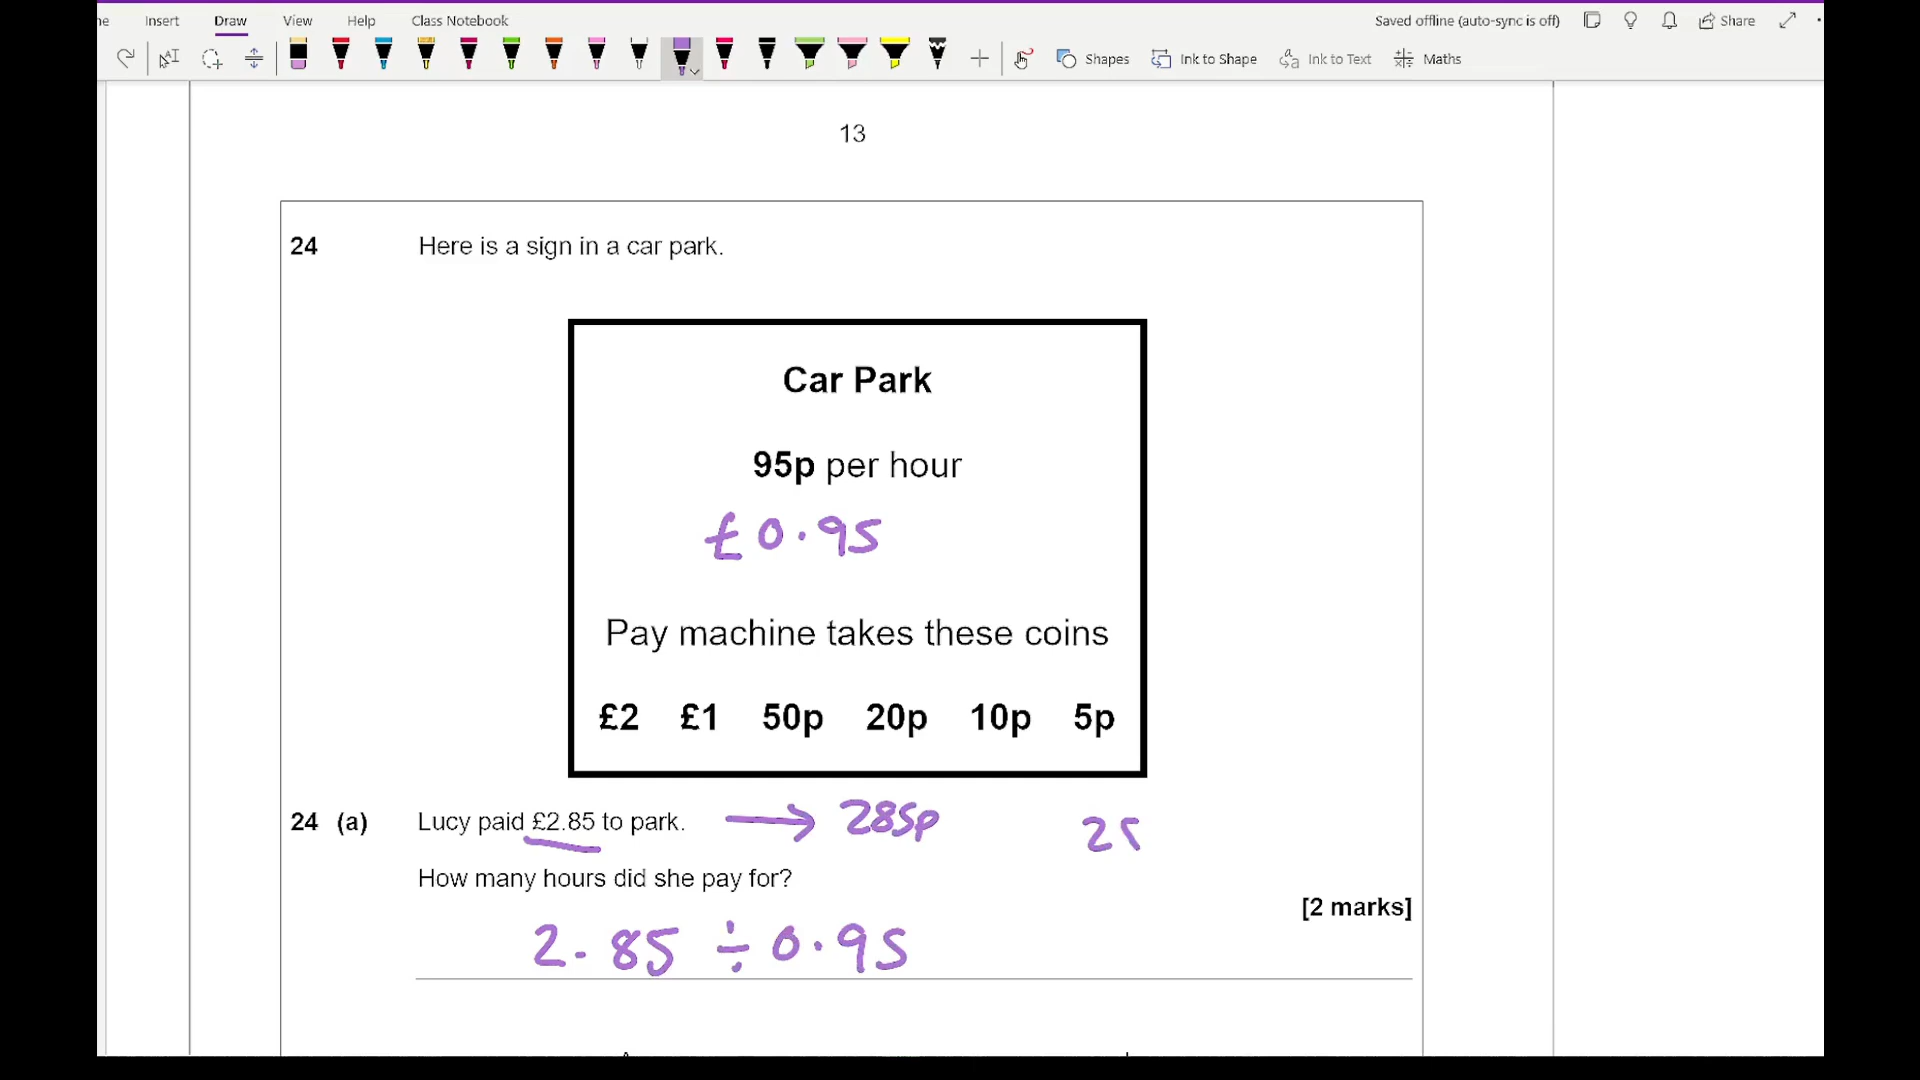 Insert Draw View Help Class Notebook Saved offline (auto-sync is off) Share
Shapes Ink to Shape Ink to Text Maths
13
24 Here is a sign in a car park.
Car Park
95p per hour
£0.95
Pay machine takes these coins
£2 £1 50p 20p 10p 5p
24 (a) Lucy paid £2.85 to park. → 285p
How many hours did she pay for?
[2 marks]
2.85 ÷ 0.95